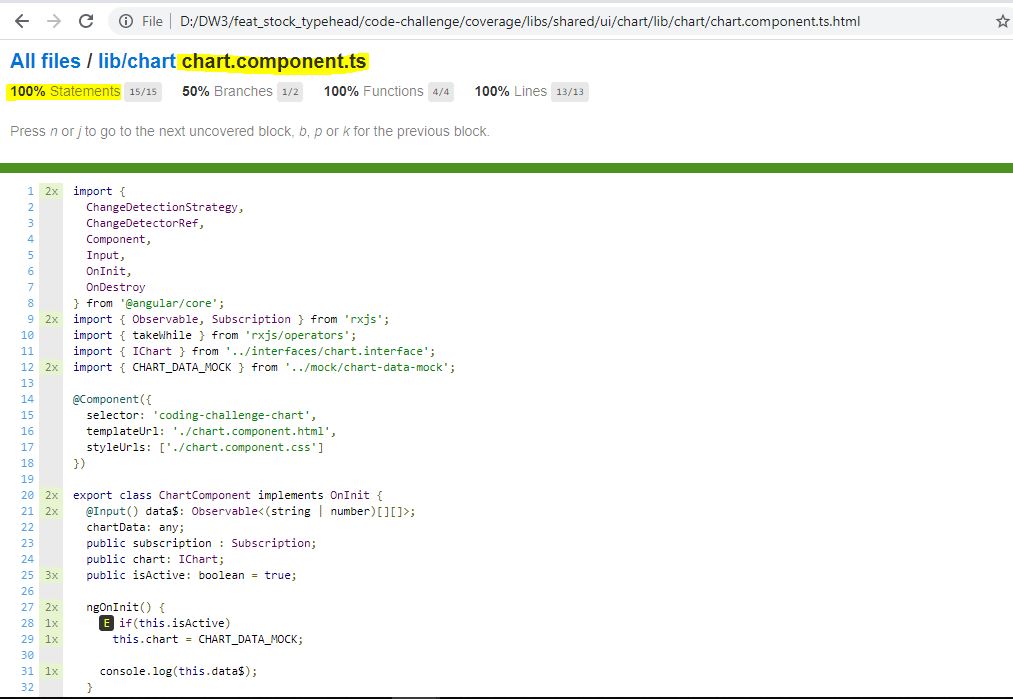 File D:/DW3/feat_stock_typehead/code-challenge/coverage/libs/shared/ui/chart/lib/chart/chart.component.ts.html
All files / lib/chart chart.component.ts
100% Statements 15/15 50% Branches 1/2 100% Functions 4/4 100% Lines 13/13
Press n or j to go to the next uncovered block, b, p or k for the previous block.
1 2x import {
2 ChangeDetectionStrategy,
3 ChangeDetectorRef,
4 Component,
5 Input,
6 OnInit,
7 OnDestroy
8 } from '@angular/core';
9 2x import { Observable, Subscription } from 'rxjs';
10 import { takeWhile } from 'rxjs/operators';
11 import { IChart } from '../interfaces/chart.interface';
12 2x import { CHART_DATA_MOCK } from '../mock/chart-data-mock';
13
14 @Component({
15 selector: 'coding-challenge-chart',
16 templateUrl: './chart.component.html',
17 styleUrls: ['./chart.component.css']
18 })
19
20 2x export class ChartComponent implements OnInit {
21 2x @Input() data$: Observable<(string | number)[][]>;
22 chartData: any;
23 public subscription : Subscription;
24 public chart: IChart;
25 3x public isActive: boolean = true;
26
27 2x ngOnInit() {
28 1x E if(this.isActive)
29 1x this.chart = CHART_DATA_MOCK;
30
31 1x console.log(this.data$);
32 }